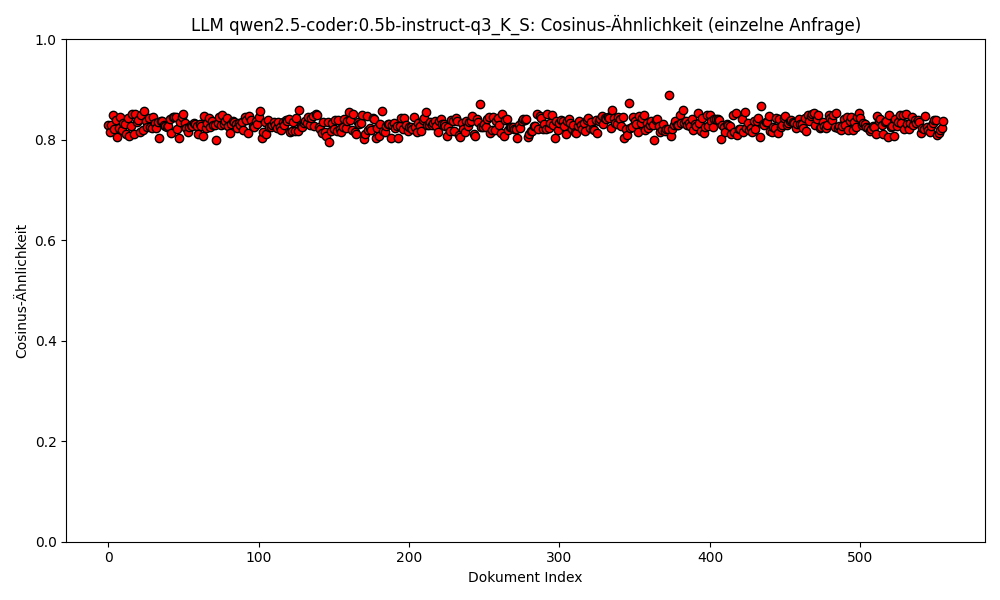 LLM qwen2.5-coder:0.5b-instruct-q3_K_S: Cosinus-Ähnlichkeit (einzelne Anfrage)
1.0
0.8
0.6
0.4
0.2
0.0
Cosinus-Ähnlichkeit
0 100 200 300 400 500
Dokument Index